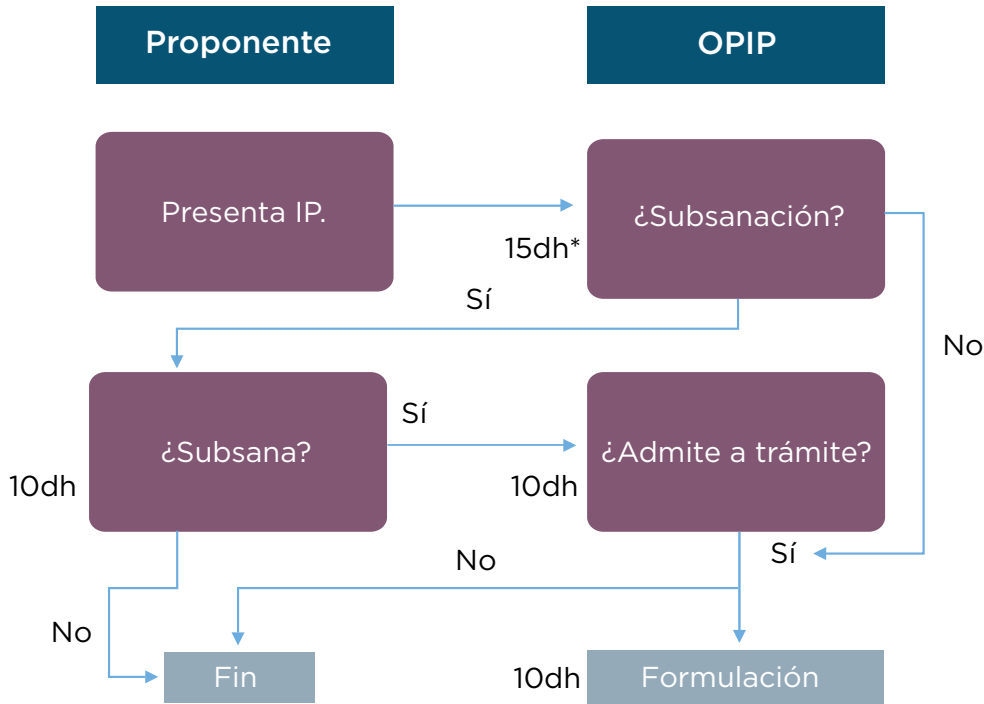 Proponente
OPIP
Presenta IP.
¿Subsanación?
15dh*
Sí
No
¿Subsana?
Sí
¿Admite a trámite?
10dh
10dh
No
Sí
No
Fin
10dh
Formulación